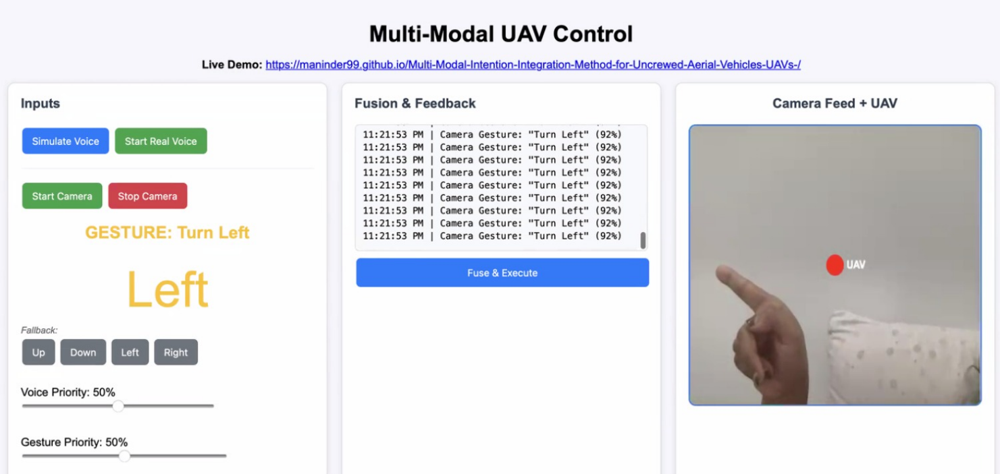 Multi-Modal UAV Control
Live Demo: https://maninder99.github.io/Multi-Modal-Intention-Integration-Method-for-Uncrewed-Aerial-Vehicles-UAVs-/
Inputs
Simulate Voice
Start Real Voice
Start Camera
Stop Camera
GESTURE: Turn Left
Left
Fallback:
Up
Down
Left
Right
Voice Priority: 50%
Gesture Priority: 50%
Fusion & Feedback
11:21:53 PM | Camera Gesture: "Turn Left" (92%)
11:21:53 PM | Camera Gesture: "Turn Left" (92%)
11:21:53 PM | Camera Gesture: "Turn Left" (92%)
11:21:53 PM | Camera Gesture: "Turn Left" (92%)
11:21:53 PM | Camera Gesture: "Turn Left" (92%)
11:21:53 PM | Camera Gesture: "Turn Left" (92%)
11:21:53 PM | Camera Gesture: "Turn Left" (92%)
11:21:53 PM | Camera Gesture: "Turn Left" (92%)
11:21:53 PM | Camera Gesture: "Turn Left" (92%)
Fuse & Execute
Camera Feed + UAV
UAV